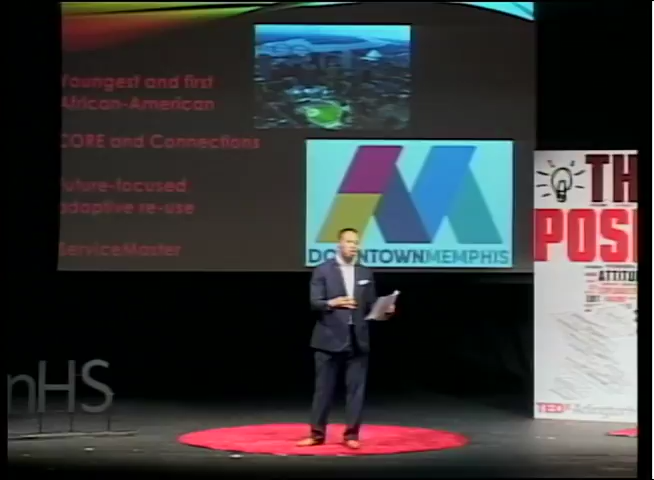 Youngest and first
African-American
CORE and Connections
Future-focused
adaptive re-use
ServiceMaster
DOWNTOWNMEMPHIS
TH
POSI
ATTITU
TEDx
nHS